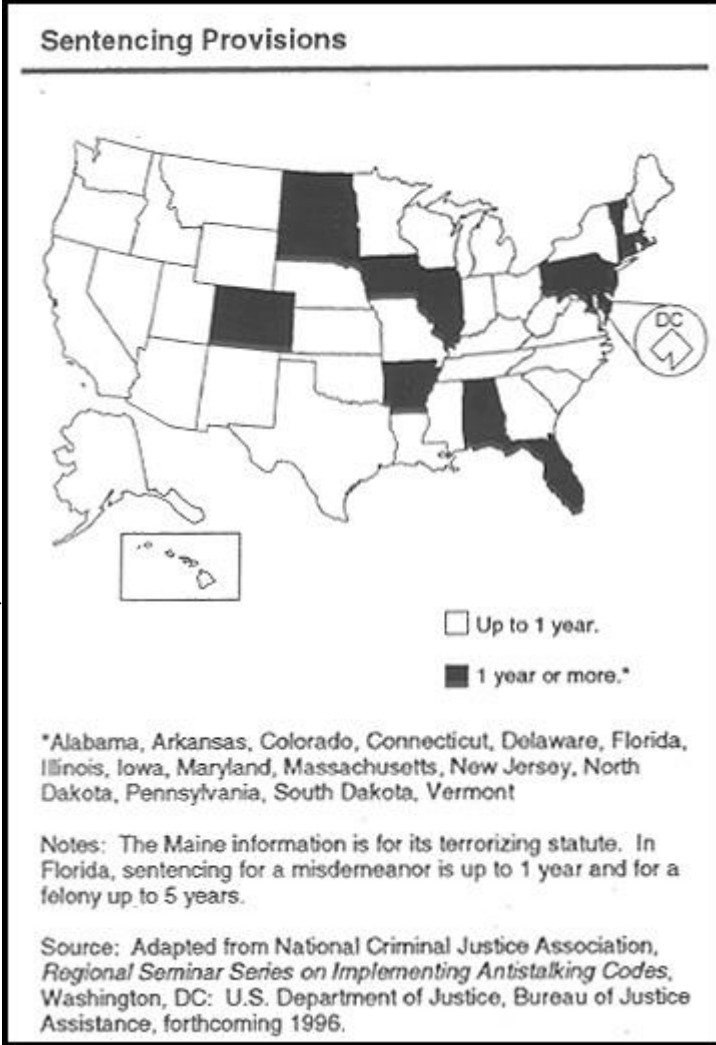 Sentencing Provisions
DC
Up to 1 year.
1 year or more.*
*Alabama, Arkansas, Colorado, Connecticut, Delaware, Florida,
Illinois, Iowa, Maryland, Massachusetts, New Jersey, North
Dakota, Pennsylvania, South Dakota, Vermont
Notes: The Maine information is for its terrorizing statute. In
Florida, sentencing for a misdemeanor is up to 1 year and for a
felony up to 5 years.
Source: Adapted from National Criminal Justice Association,
Regional Seminar Series on Implementing Antistalking Codes,
Washington, DC: U.S. Department of Justice, Bureau of Justice
Assistance, forthcoming 1996.